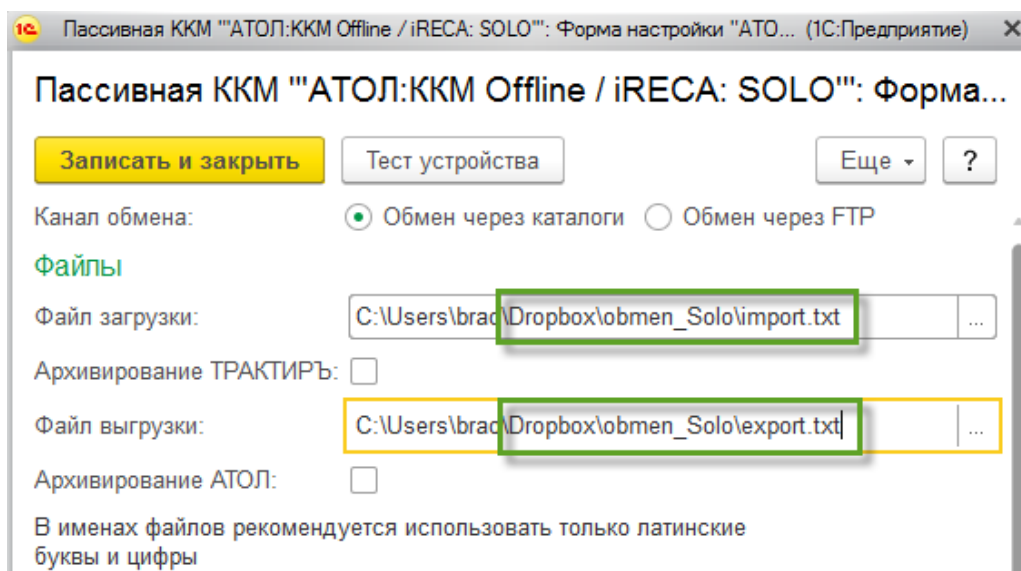 Пассивная ККМ "'АТОЛ:ККМ Offline / iRECA: SOLO'": Форма настройки "АТО... (1С:Предприятие)
Пассивная ККМ "'АТОЛ:ККМ Offline / iRECA: SOLO'": Форма...
Записать и закрыть Тест устройства Еще ?
Канал обмена: Обмен через каталоги Обмен через FTP
Файлы
Файл загрузки: C:\Users\brad\Dropbox\obmen_Solo\import.txt ...
Архивирование ТРАКТИРЪ:
Файл выгрузки: C:\Users\brad\Dropbox\obmen_Solo\export.txt ...
Архивирование АТОЛ:
В именах файлов рекомендуется использовать только латинские
буквы и цифры